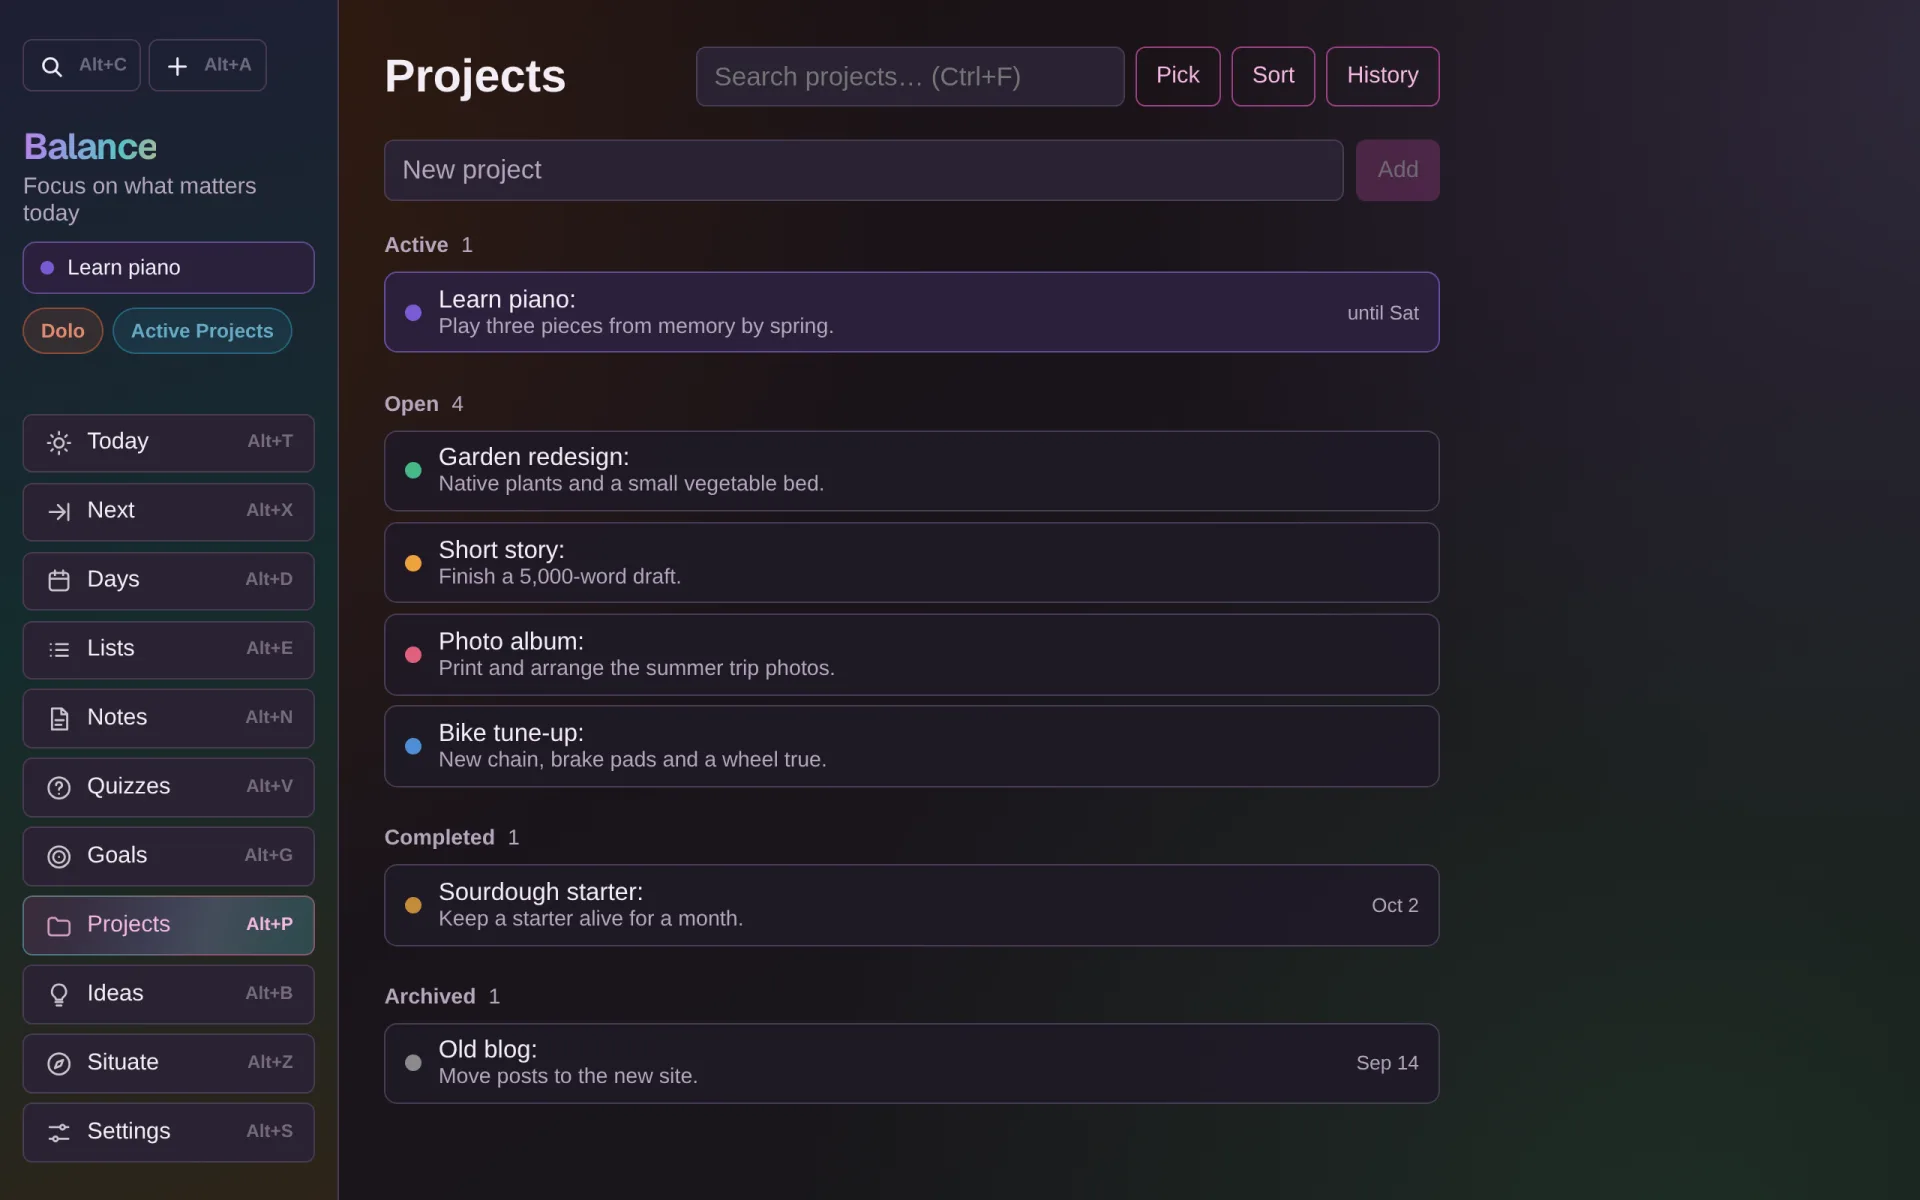 Alt+C
Alt+A
Balance
Focus on what matters
today
Learn piano
Dolo
Active Projects
Today Alt+T
Next Alt+X
Days Alt+D
Lists Alt+E
Notes Alt+N
Quizzes Alt+V
Goals Alt+G
Projects Alt+P
Ideas Alt+B
Situate Alt+Z
Settings Alt+S
Projects
Search projects… (Ctrl+F)
Pick
Sort
History
New project
Add
Active 1
Learn piano:
Play three pieces from memory by spring.
until Sat
Open 4
Garden redesign:
Native plants and a small vegetable bed.
Short story:
Finish a 5,000-word draft.
Photo album:
Print and arrange the summer trip photos.
Bike tune-up:
New chain, brake pads and a wheel true.
Completed 1
Sourdough starter:
Keep a starter alive for a month.
Oct 2
Archived 1
Old blog:
Move posts to the new site.
Sep 14